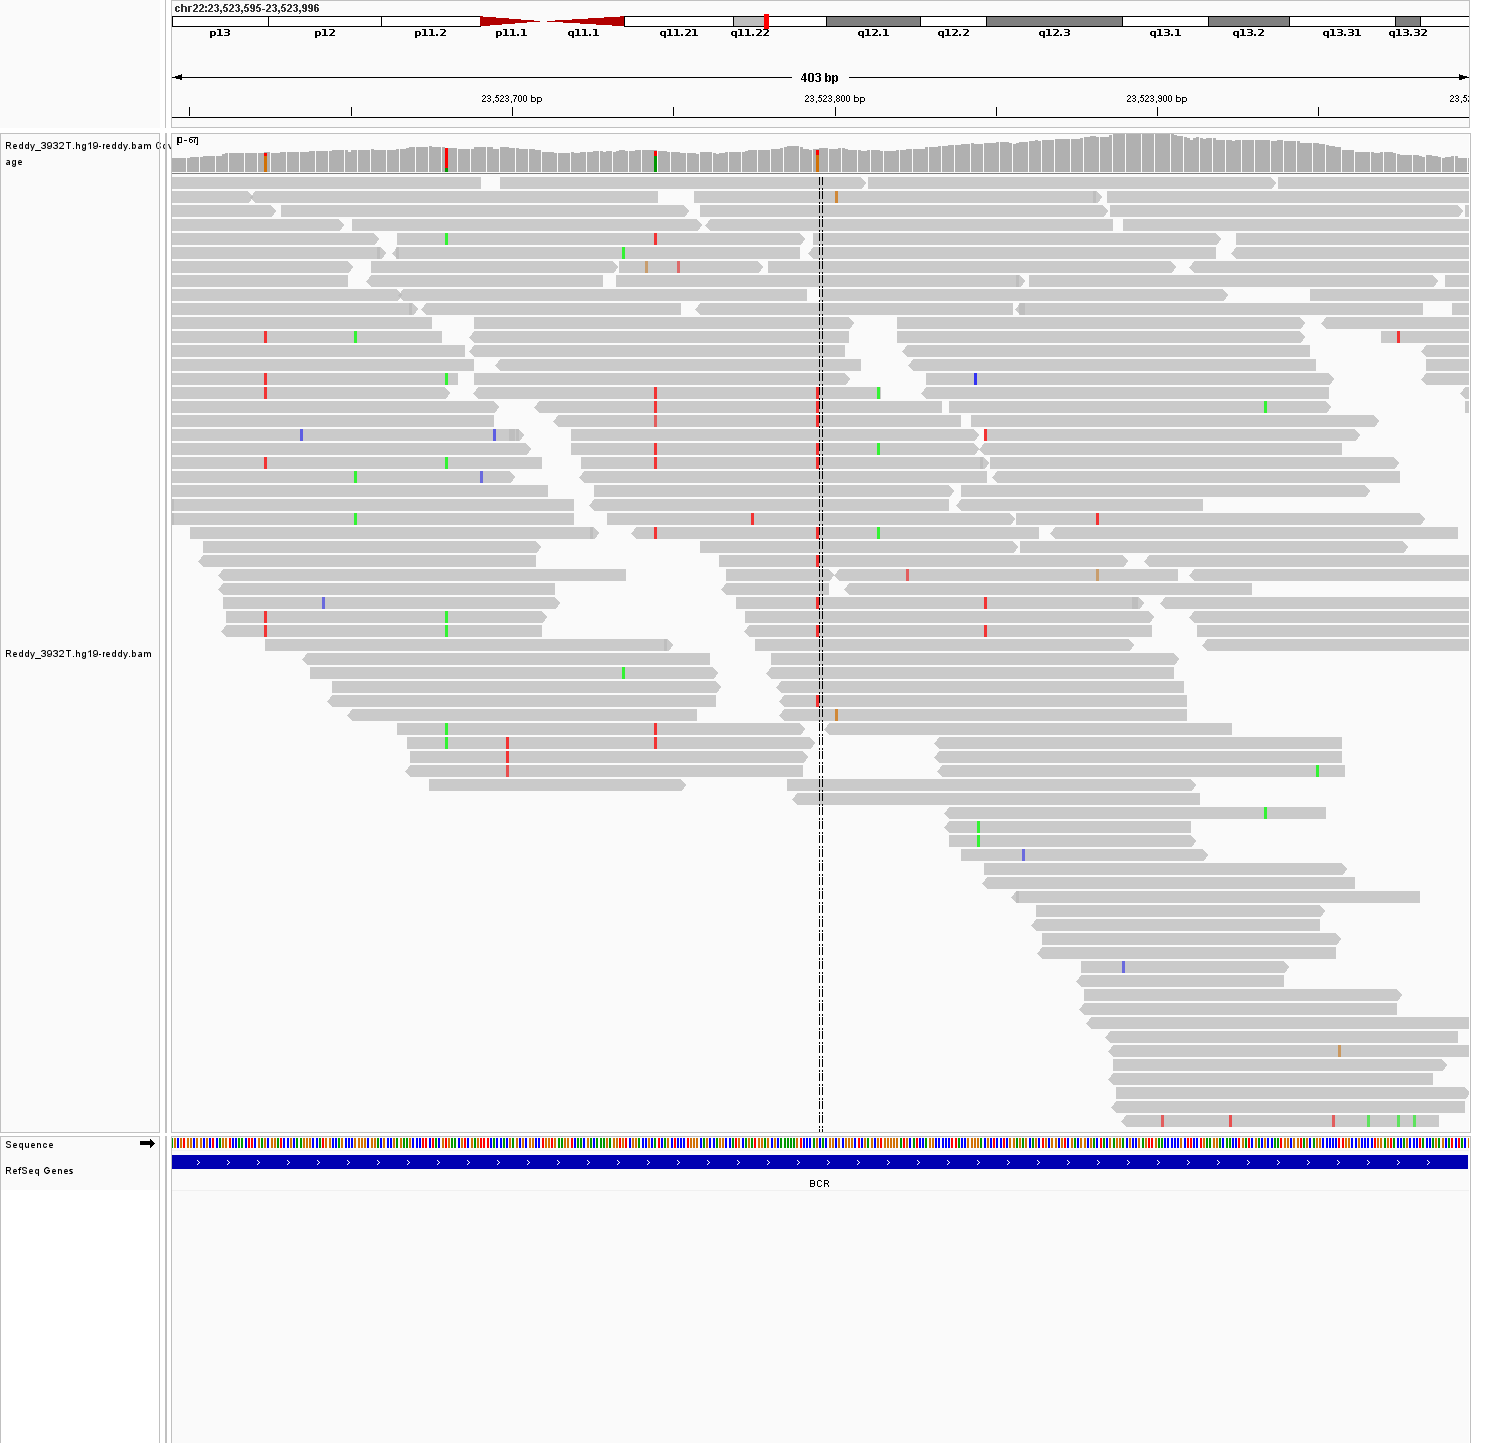 chr22:23,523,595-23,523,996
p13 p12 p11.2 p11.1 q11.1 q11.21 q11.22 q12.1 q12.2 q12.3 q13.1 q13.2 q13.31 q13.32
403 bp
23,523,700 bp 23,523,800 bp 23,523,900 bp 23,52
Reddy_3932T.hg19-reddy.bam Cov
age
[0 - 67]
Reddy_3932T.hg19-reddy.bam
Sequence
RefSeq Genes
BCR